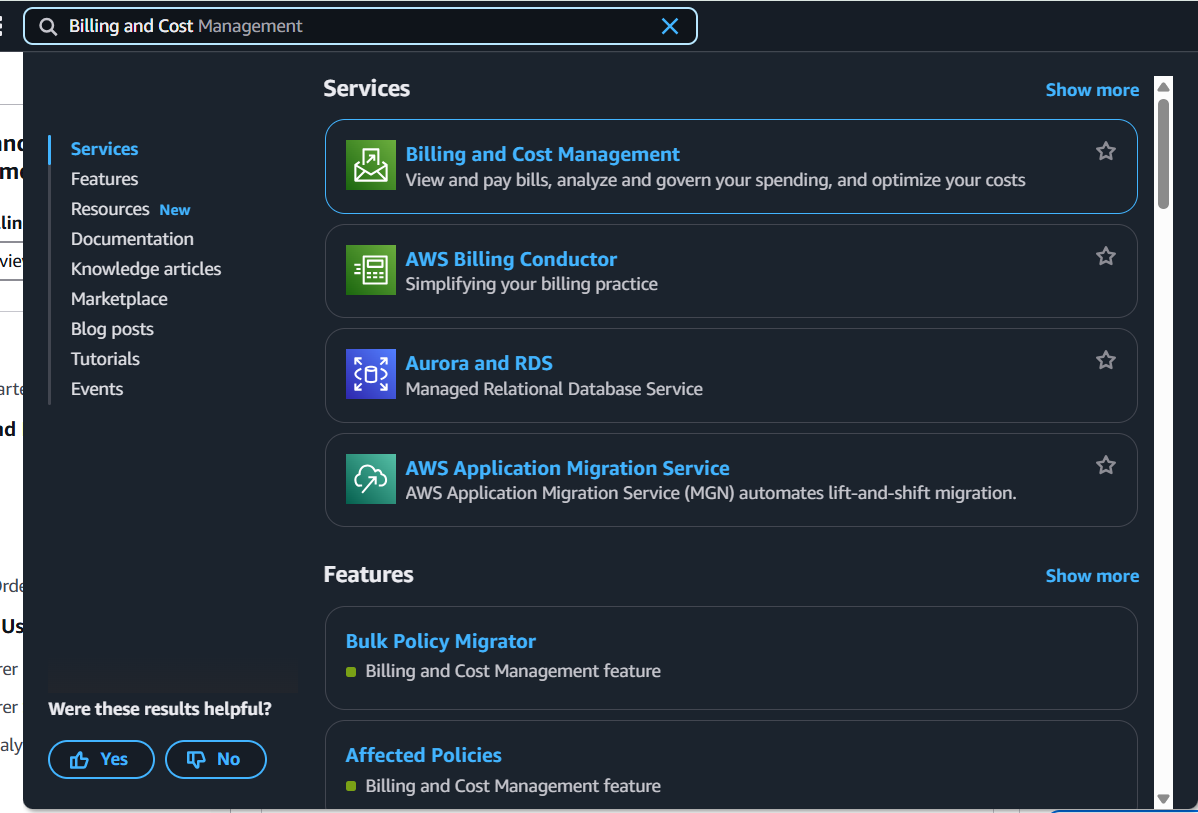 Billing and Cost Management
Services
Show more
Services
Features
Resources New
Documentation
Knowledge articles
Marketplace
Blog posts
Tutorials
Events
Billing and Cost Management
View and pay bills, analyze and govern your spending, and optimize your costs
AWS Billing Conductor
Simplifying your billing practice
Aurora and RDS
Managed Relational Database Service
AWS Application Migration Service
AWS Application Migration Service (MGN) automates lift-and-shift migration.
Features
Show more
Bulk Policy Migrator
Billing and Cost Management feature
Affected Policies
Billing and Cost Management feature
Were these results helpful?
Yes
No